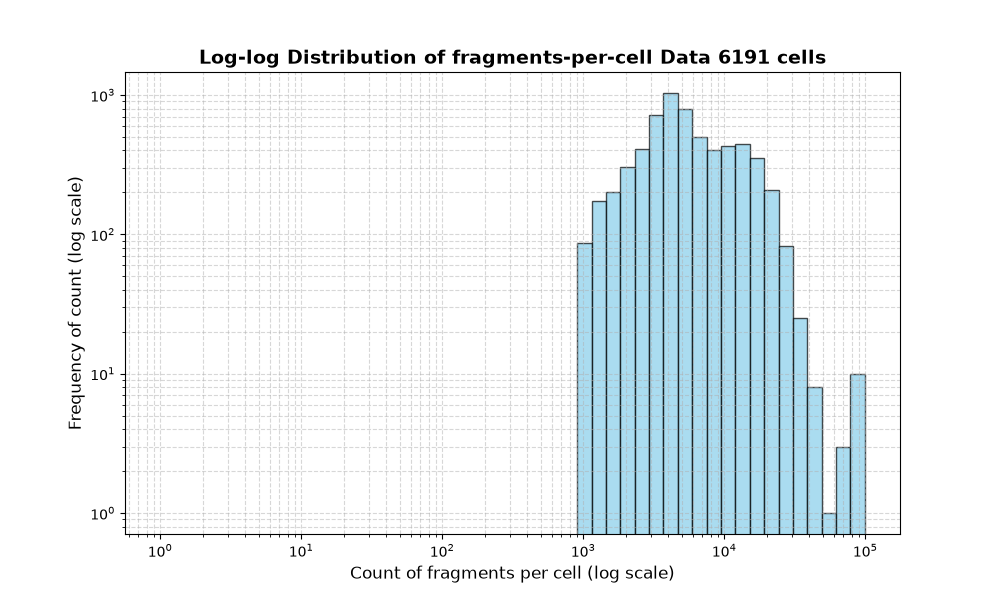 Log-log Distribution of fragments-per-cell Data 6191 cells
Frequency of count (log scale)
10³
10²
10¹
10⁰
10⁰ 10¹ 10² 10³ 10⁴ 10⁵
Count of fragments per cell (log scale)